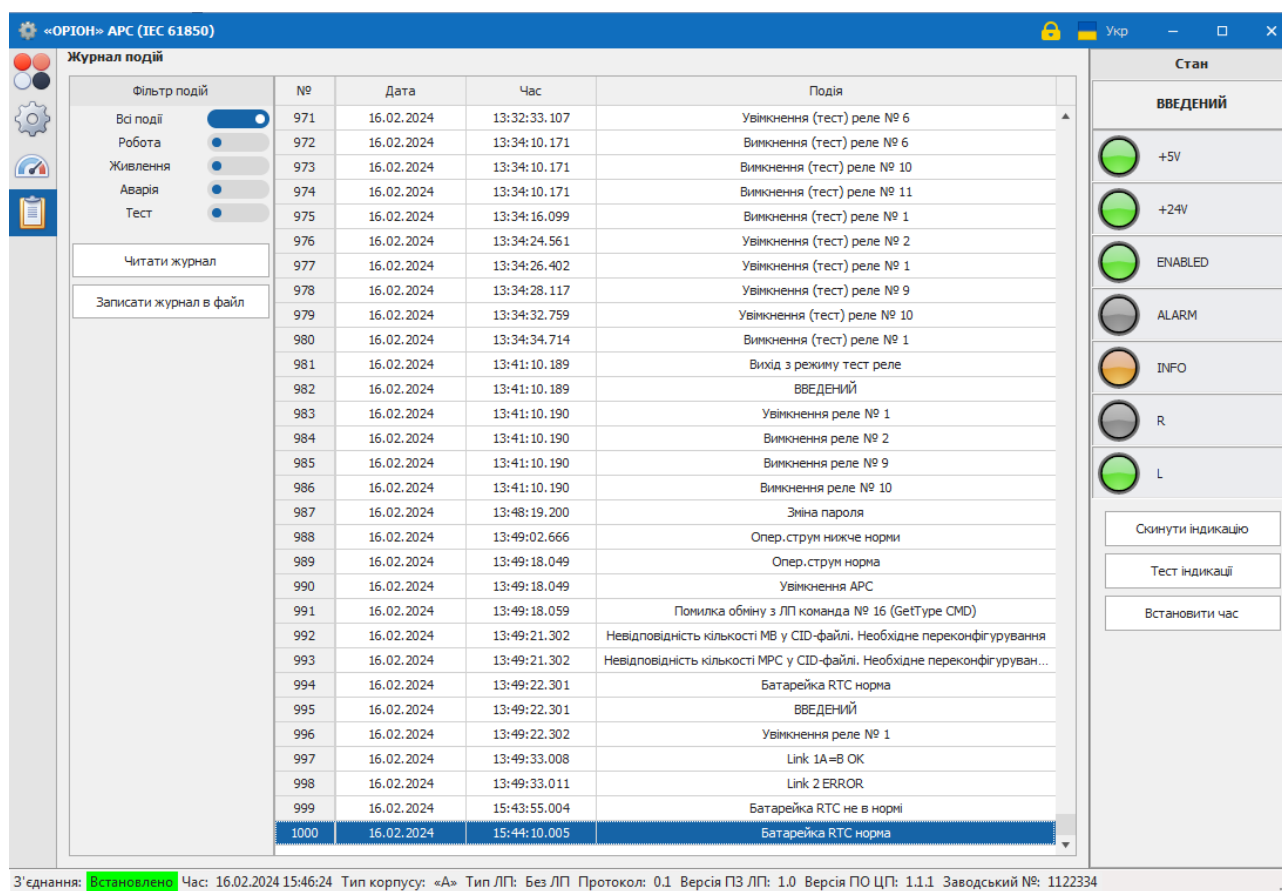 «ОРІОН» АРС (IEC 61850) Укр
Журнал подій
Фільтр подій
Всі події
Робота
Живлення
Аварія
Тест
Читати журнал
Записати журнал в файл
№ Дата Час Подія
971 16.02.2024 13:32:33.107 Увімкнення (тест) реле № 6
972 16.02.2024 13:34:10.171 Вимкнення (тест) реле № 6
973 16.02.2024 13:34:10.171 Вимкнення (тест) реле № 10
974 16.02.2024 13:34:10.171 Вимкнення (тест) реле № 11
975 16.02.2024 13:34:16.099 Вимкнення (тест) реле № 1
976 16.02.2024 13:34:24.561 Увімкнення (тест) реле № 2
977 16.02.2024 13:34:26.402 Увімкнення (тест) реле № 1
978 16.02.2024 13:34:28.117 Увімкнення (тест) реле № 9
979 16.02.2024 13:34:32.759 Увімкнення (тест) реле № 10
980 16.02.2024 13:34:34.714 Вимкнення (тест) реле № 1
981 16.02.2024 13:41:10.189 Вихід з режиму тест реле
982 16.02.2024 13:41:10.189 ВВЕДЕНИЙ
983 16.02.2024 13:41:10.190 Увімкнення реле № 1
984 16.02.2024 13:41:10.190 Вимкнення реле № 2
985 16.02.2024 13:41:10.190 Вимкнення реле № 9
986 16.02.2024 13:41:10.190 Вимкнення реле № 10
987 16.02.2024 13:48:19.200 Зміна пароля
988 16.02.2024 13:49:02.666 Опер.струм нижче норми
989 16.02.2024 13:49:18.049 Опер.струм норма
990 16.02.2024 13:49:18.049 Увімкнення АРС
991 16.02.2024 13:49:18.059 Помилка обміну з ЛП команда № 16 (GetType CMD)
992 16.02.2024 13:49:21.302 Невідповідність кількості МВ у CID-файлі. Необхідне переконфігурування
993 16.02.2024 13:49:21.302 Невідповідність кількості МРС у CID-файлі. Необхідне переконфігуруван...
994 16.02.2024 13:49:22.301 Батарейка RTC норма
995 16.02.2024 13:49:22.301 ВВЕДЕНИЙ
996 16.02.2024 13:49:22.302 Увімкнення реле № 1
997 16.02.2024 13:49:33.008 Link 1A=B OK
998 16.02.2024 13:49:33.011 Link 2 ERROR
999 16.02.2024 15:43:55.004 Батарейка RTC не в нормі
1000 16.02.2024 15:44:10.005 Батарейка RTC норма
Стан
ВВЕДЕНИЙ
+5V
+24V
ENABLED
ALARM
INFO
R
L
Скинути індикацію
Тест індикації
Встановити час
З'єднання: Встановлено Час: 16.02.2024 15:46:24 Тип корпусу: «А» Тип ЛП: Без ЛП Протокол: 0.1 Версія ПЗ ЛП: 1.0 Версія ПО ЦП: 1.1.1 Заводський №: 1122334